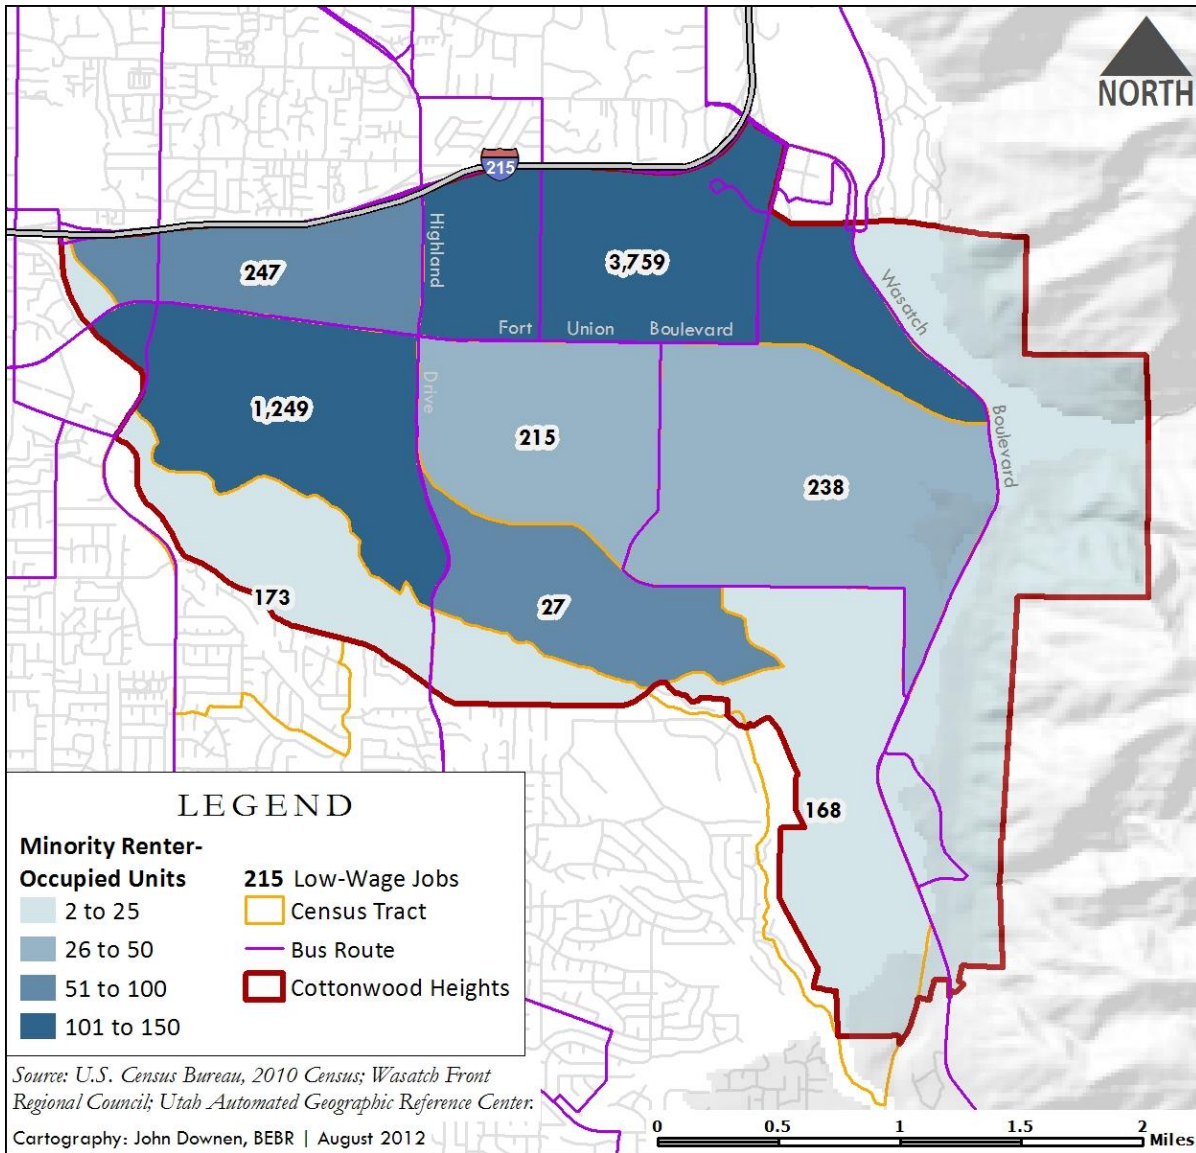 NORTH
215
Highland
Drive
247
3,759
Fort Union Boulevard
Wasatch
Boulevard
1,249
215
238
173
27
168
LEGEND
Minority Renter-
Occupied Units
2 to 25
26 to 50
51 to 100
101 to 150
215 Low-Wage Jobs
Census Tract
Bus Route
Cottonwood Heights
Source: U.S. Census Bureau, 2010 Census; Wasatch Front
Regional Council; Utah Automated Geographic Reference Center.
Cartography: John Downen, BEBR | August 2012
0 0.5 1 1.5 2
Miles